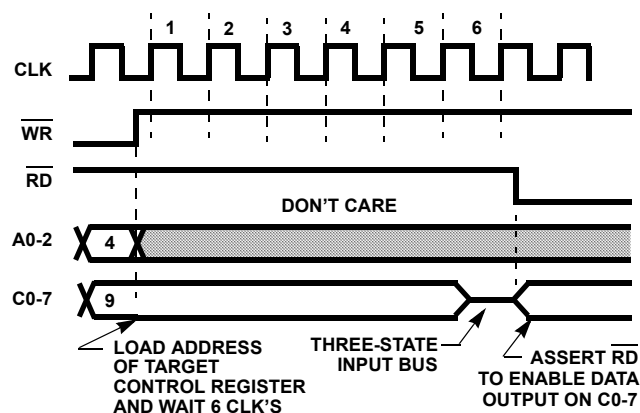 1 2 3 4 5 6
CLK
WR
RD
DON'T CARE
A0-2 4
C0-7 9
LOAD ADDRESS
OF TARGET
CONTROL REGISTER
AND WAIT 6 CLK'S
THREE-STATE
INPUT BUS
ASSERT RD
TO ENABLE DATA
OUTPUT ON C0-7